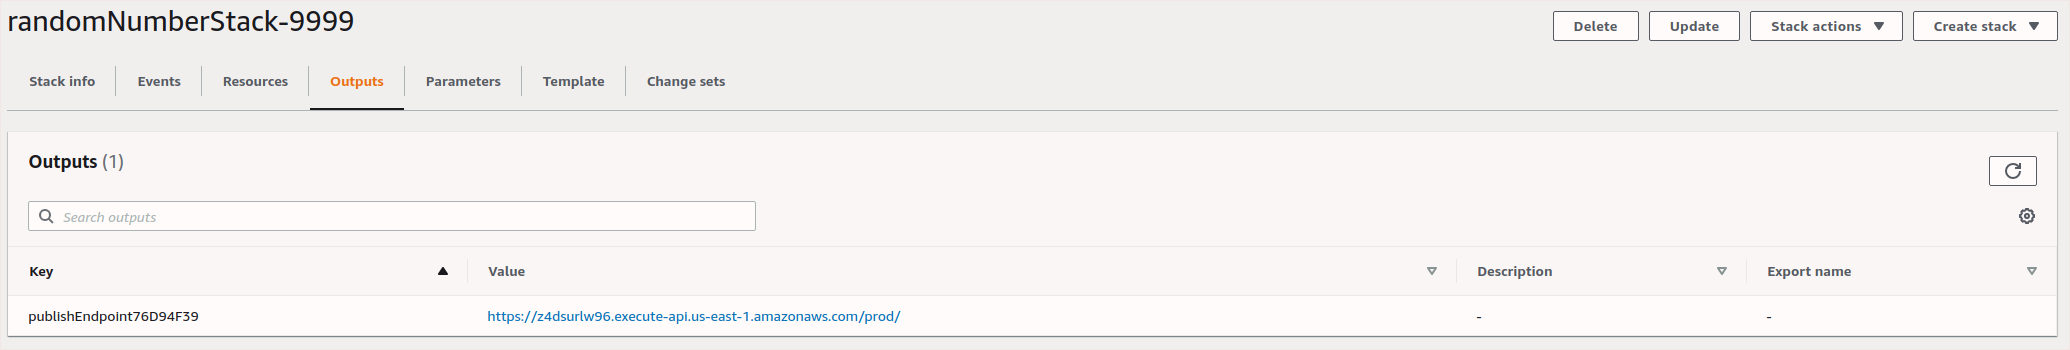 randomNumberStack-9999
Delete
Update
Stack actions
Create stack
Stack info
Events
Resources
Outputs
Parameters
Template
Change sets
Outputs (1)
Search outputs
Key
Value
Description
Export name
publishEndpoint76D94F39
https://z4dsurlw96.execute-api.us-east-1.amazonaws.com/prod/
-
-